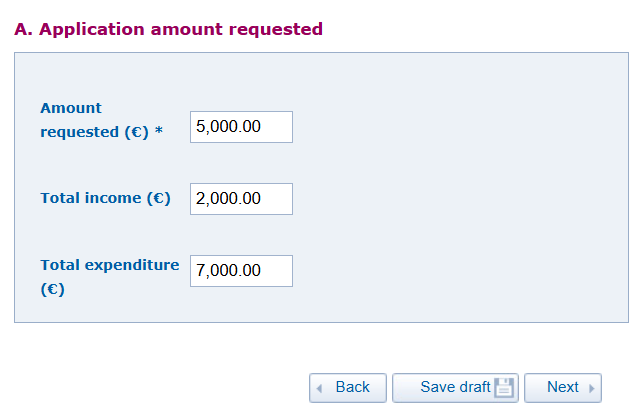 A. Application amount requested
Amount
requested (€) *
5,000.00
Total income (€)
2,000.00
Total expenditure
(€)
7,000.00
Back
Save draft
Next